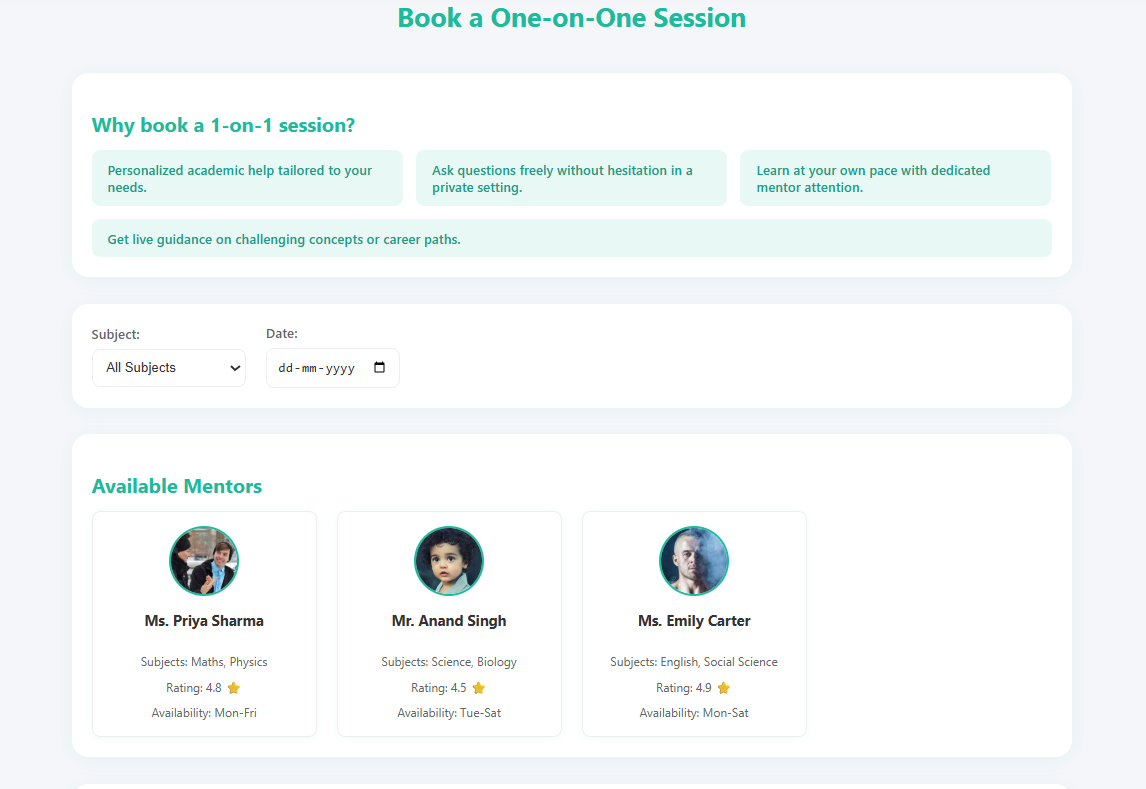 Book a One-on-One Session
Why book a 1-on-1 session?
Personalized academic help tailored to your
needs.
Ask questions freely without hesitation in a
private setting.
Learn at your own pace with dedicated
mentor attention.
Get live guidance on challenging concepts or career paths.
Subject:
Date:
All Subjects
dd-mm-yyyy
Available Mentors
Ms. Priya Sharma
Subjects: Maths, Physics
Rating: 4.8 ⭐
Availability: Mon-Fri
Mr. Anand Singh
Subjects: Science, Biology
Rating: 4.5 ⭐
Availability: Tue-Sat
Ms. Emily Carter
Subjects: English, Social Science
Rating: 4.9 ⭐
Availability: Mon-Sat